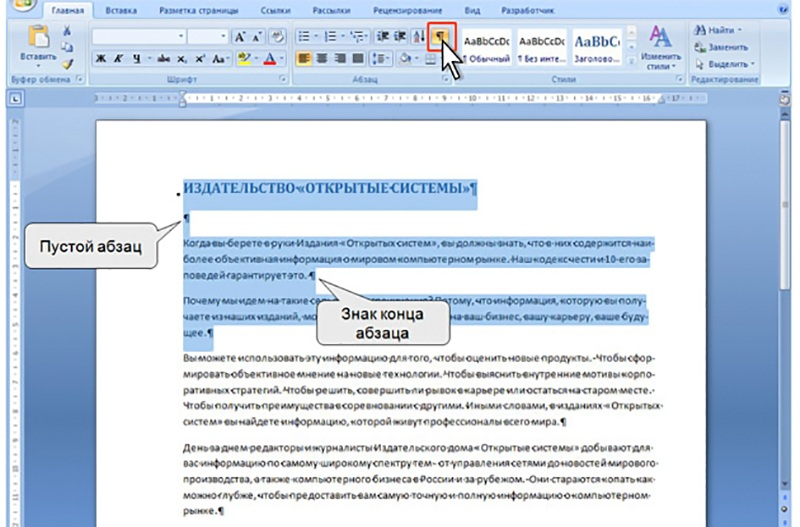 Главная Вставка Разметка страницы Ссылки Рассылки Рецензирование Вид Разработчик
Вставить
Ж К Ч abc x₂ x² Aa
AaBbCcDc AaBbCcDc AaBbC
¶ Обычный ¶ Без инте... Заголово...
Изменить стили
Найти
Заменить
Выделить
Буфер обмена Шрифт Абзац Стили Редактирование
ИЗДАТЕЛЬСТВО·«ОТКРЫТЫЕ·СИСТЕМЫ»¶
¶
Пустой абзац
Когда·вы·берете·в·руки·Издания·«Открытых·систем», вы·должны·знать, что·в·них·содержится·наи-
более·объективная·информация·о·мировом·компьютерном·рынке. Наш·кодекс·чести·и·10·его·за-
поведей·гарантирует·это.·¶
Почему·мы·идем·на·такие Потому, что·информация, которую·вы·полу-
чаете·из·наших·изданий, на·ваш·бизнес, вашу·карьеру, ваше·буду-
щее.¶
Знак конца
абзаца
Вы·можете·использовать·эту·информацию·для·того, чтобы·оценить·новые·продукты.·Чтобы·сфор-
мировать·объективное·мнение·на·новые·технологии. Чтобы·выяснить·внутренние·мотивы·корпо-
ративных·стратегий. Чтобы·решить, совершить·ли·рывок·в·карьере·или·остаться·на·старом·месте.·
Чтобы·получить·преимущества·в·соревновании·с·другими. Иными·словами, в·изданиях·«Открытых·
систем»·вы·найдете·информацию, которой·живут·профессионалы·всего·мира.¶
День·за·днем·редакторы·и·журналисты·Издательского·дома·«Открытые·системы»·добывают·для·
вас·информацию·по·самому·широкому·спектру·тем·-·от·управления·сетями·до·новостей·мирового·
производства, а·также·компьютерного·бизнеса·в·России·и·за·рубежом.·Они·стараются·копать·как·
можно·глубже, чтобы·предоставить·вам·самую·точную·и·полную·информацию·о·компьютерном·
рынке.¶